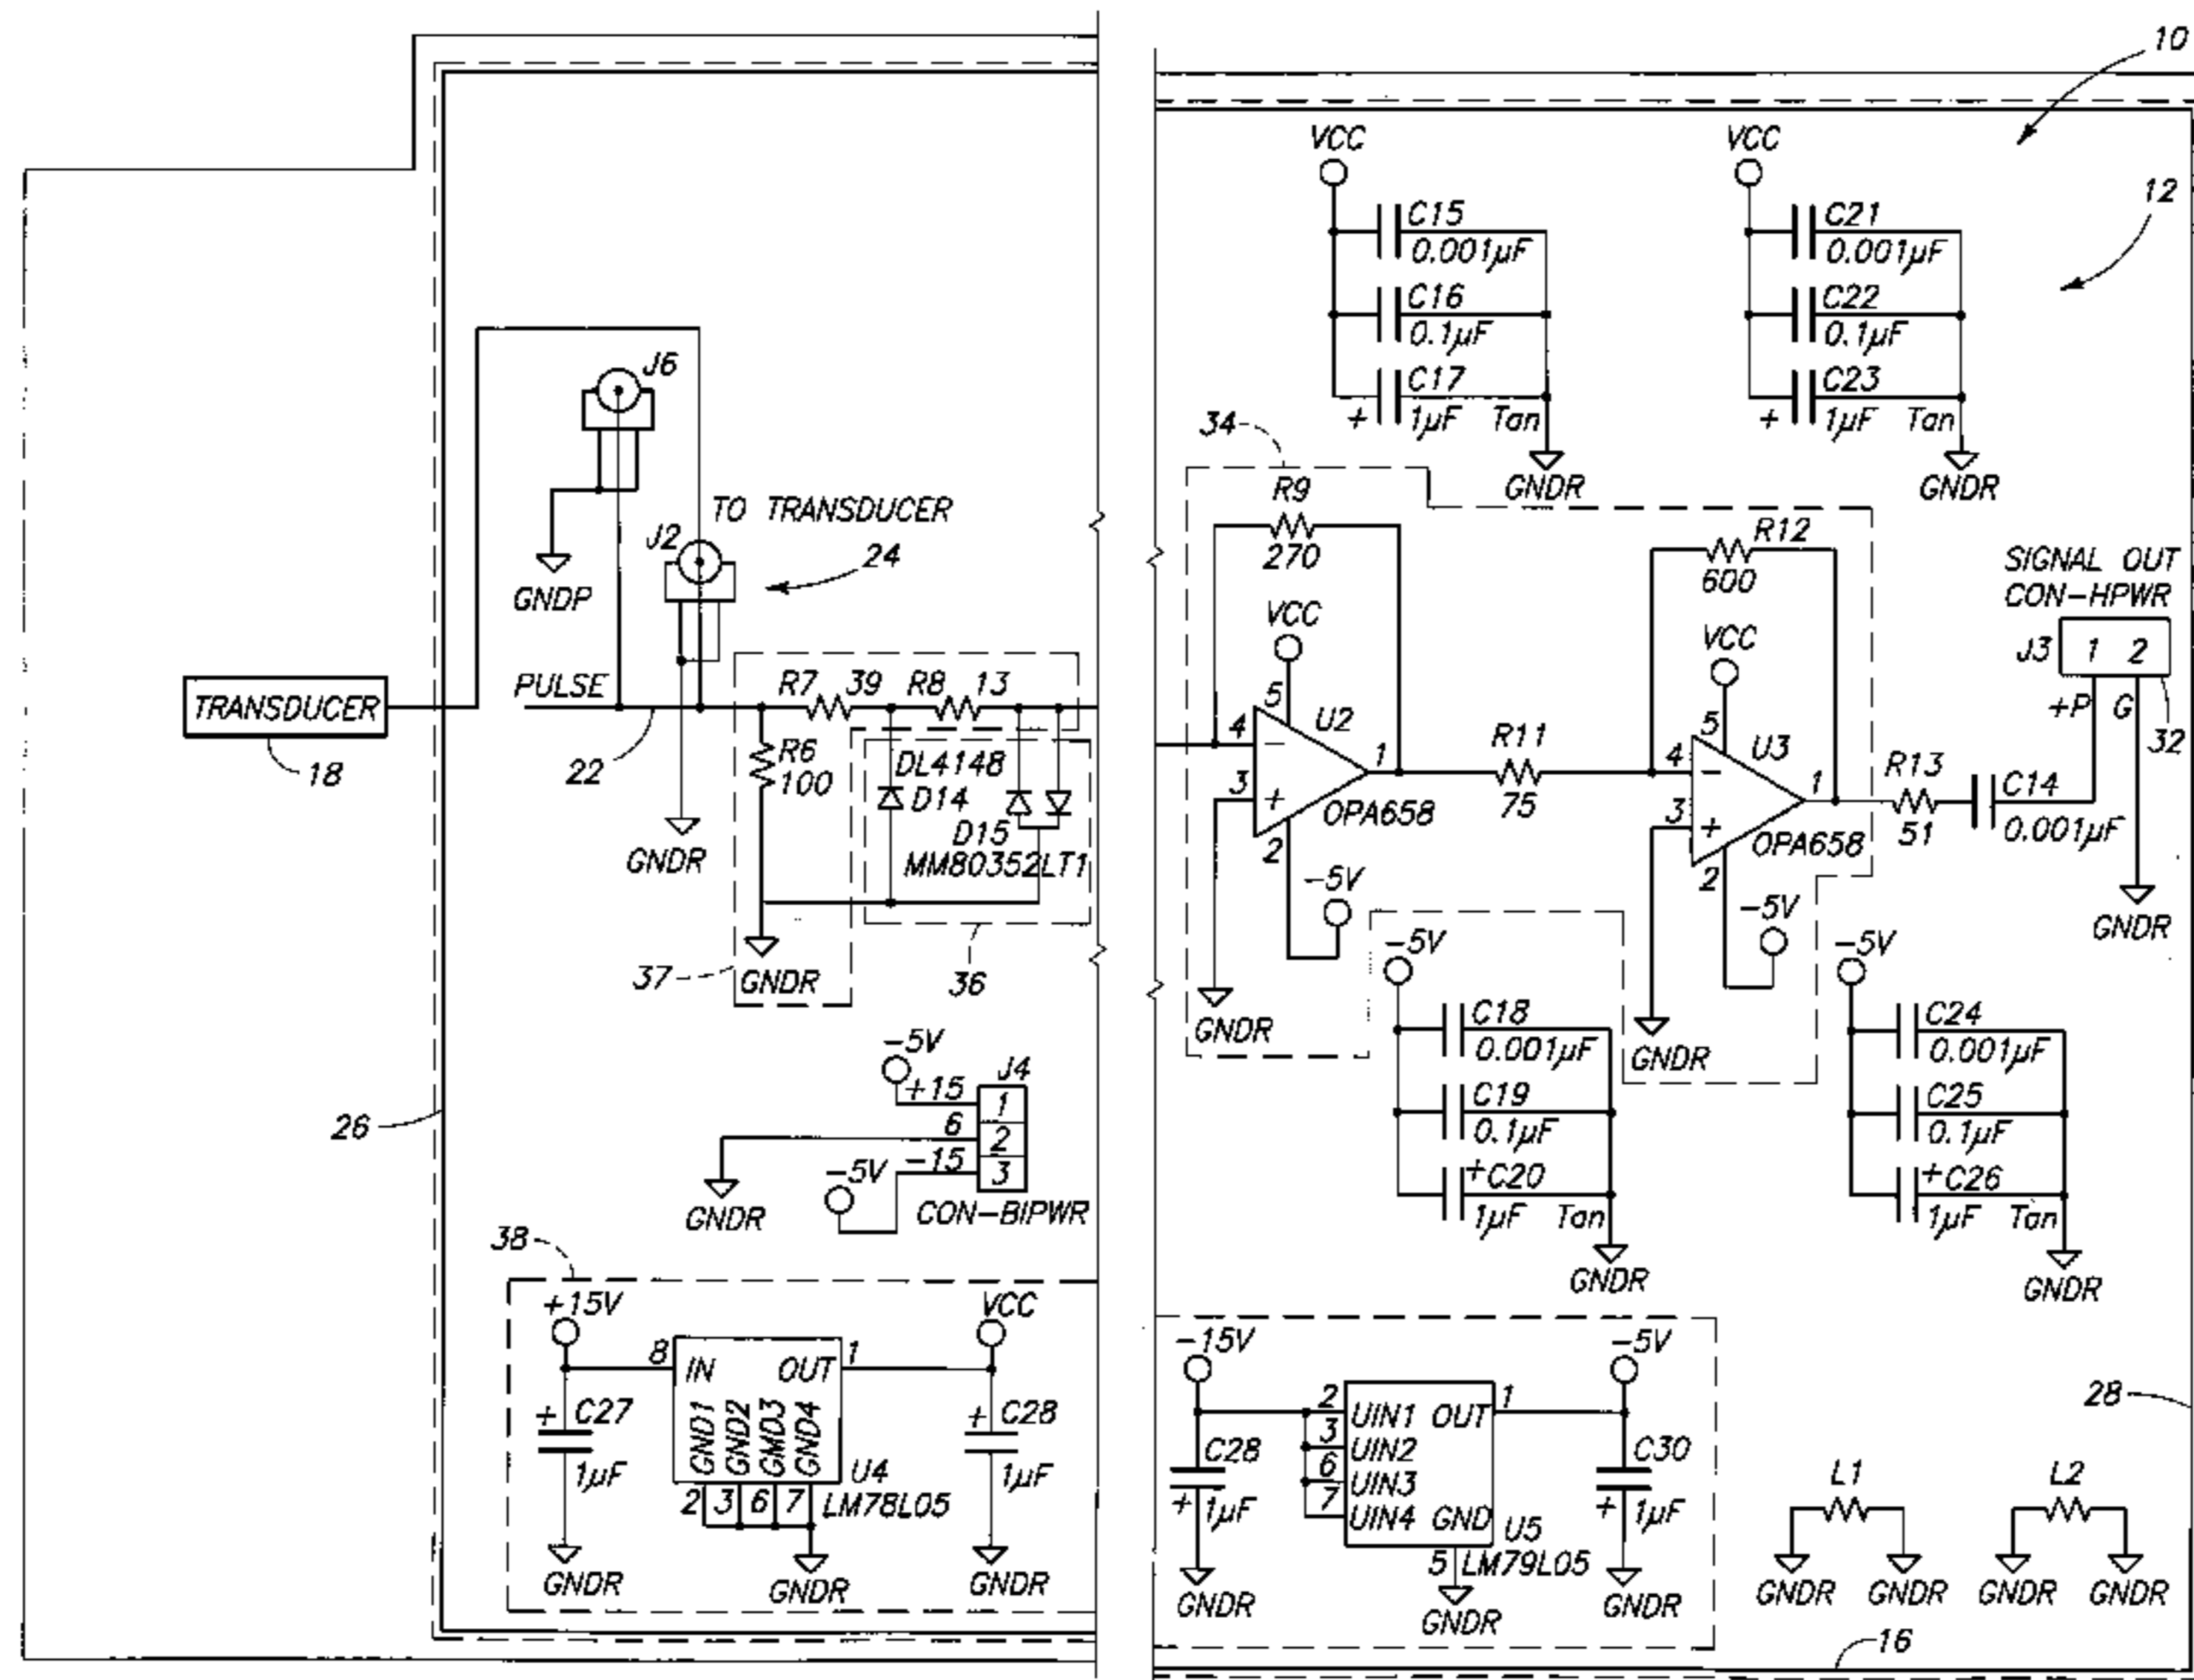 10
12
VCC
C15
0.001µF
C16
0.1µF
C17
+ 1µF Tan
GNDR
VCC
C21
0.001µF
C22
0.1µF
C23
+ 1µF Tan
GNDR
J6
GNDP
TO TRANSDUCER
J2
24
GNDR
TRANSDUCER
18
PULSE
22
R7 39 R8 13
R6
100
DL4148
D14
D15
MM80352LT1
GNDR
37
36
34
R9
270
VCC
5
4 − U2
3 + 1
OPA658
2
−5V
GNDR
R11
75
R12
600
VCC
5
4 − U3
3 + 1
OPA658
2
−5V
GNDR
R13
51
C14
0.001µF
SIGNAL OUT
CON-HPWR
J3 1 2
+P G
32
GNDR
−5V
C18
0.001µF
C19
0.1µF
+C20
1µF Tan
GNDR
−5V
C24
0.001µF
C25
0.1µF
+C26
1µF Tan
GNDR
26
−5V
+15 J4
1
6 2
−5V −15 3
GNDR CON-BIPWR
38
+15V
+ C27
1µF
GNDR
8 IN OUT 1
GND1
GND2
GMD3
GND4
2 3 6 7
U4
LM78L05
GNDR
VCC
+ C28
1µF
GNDR
−15V
C28
+ 1µF
GNDR
2 UIN1 OUT 1
3 UIN2
6 UIN3
7 UIN4 GND
U5
5 LM79L05
GNDR
−5V
C30
+ 1µF
GNDR
28
L1
GNDR GNDR
L2
GNDR GNDR
16